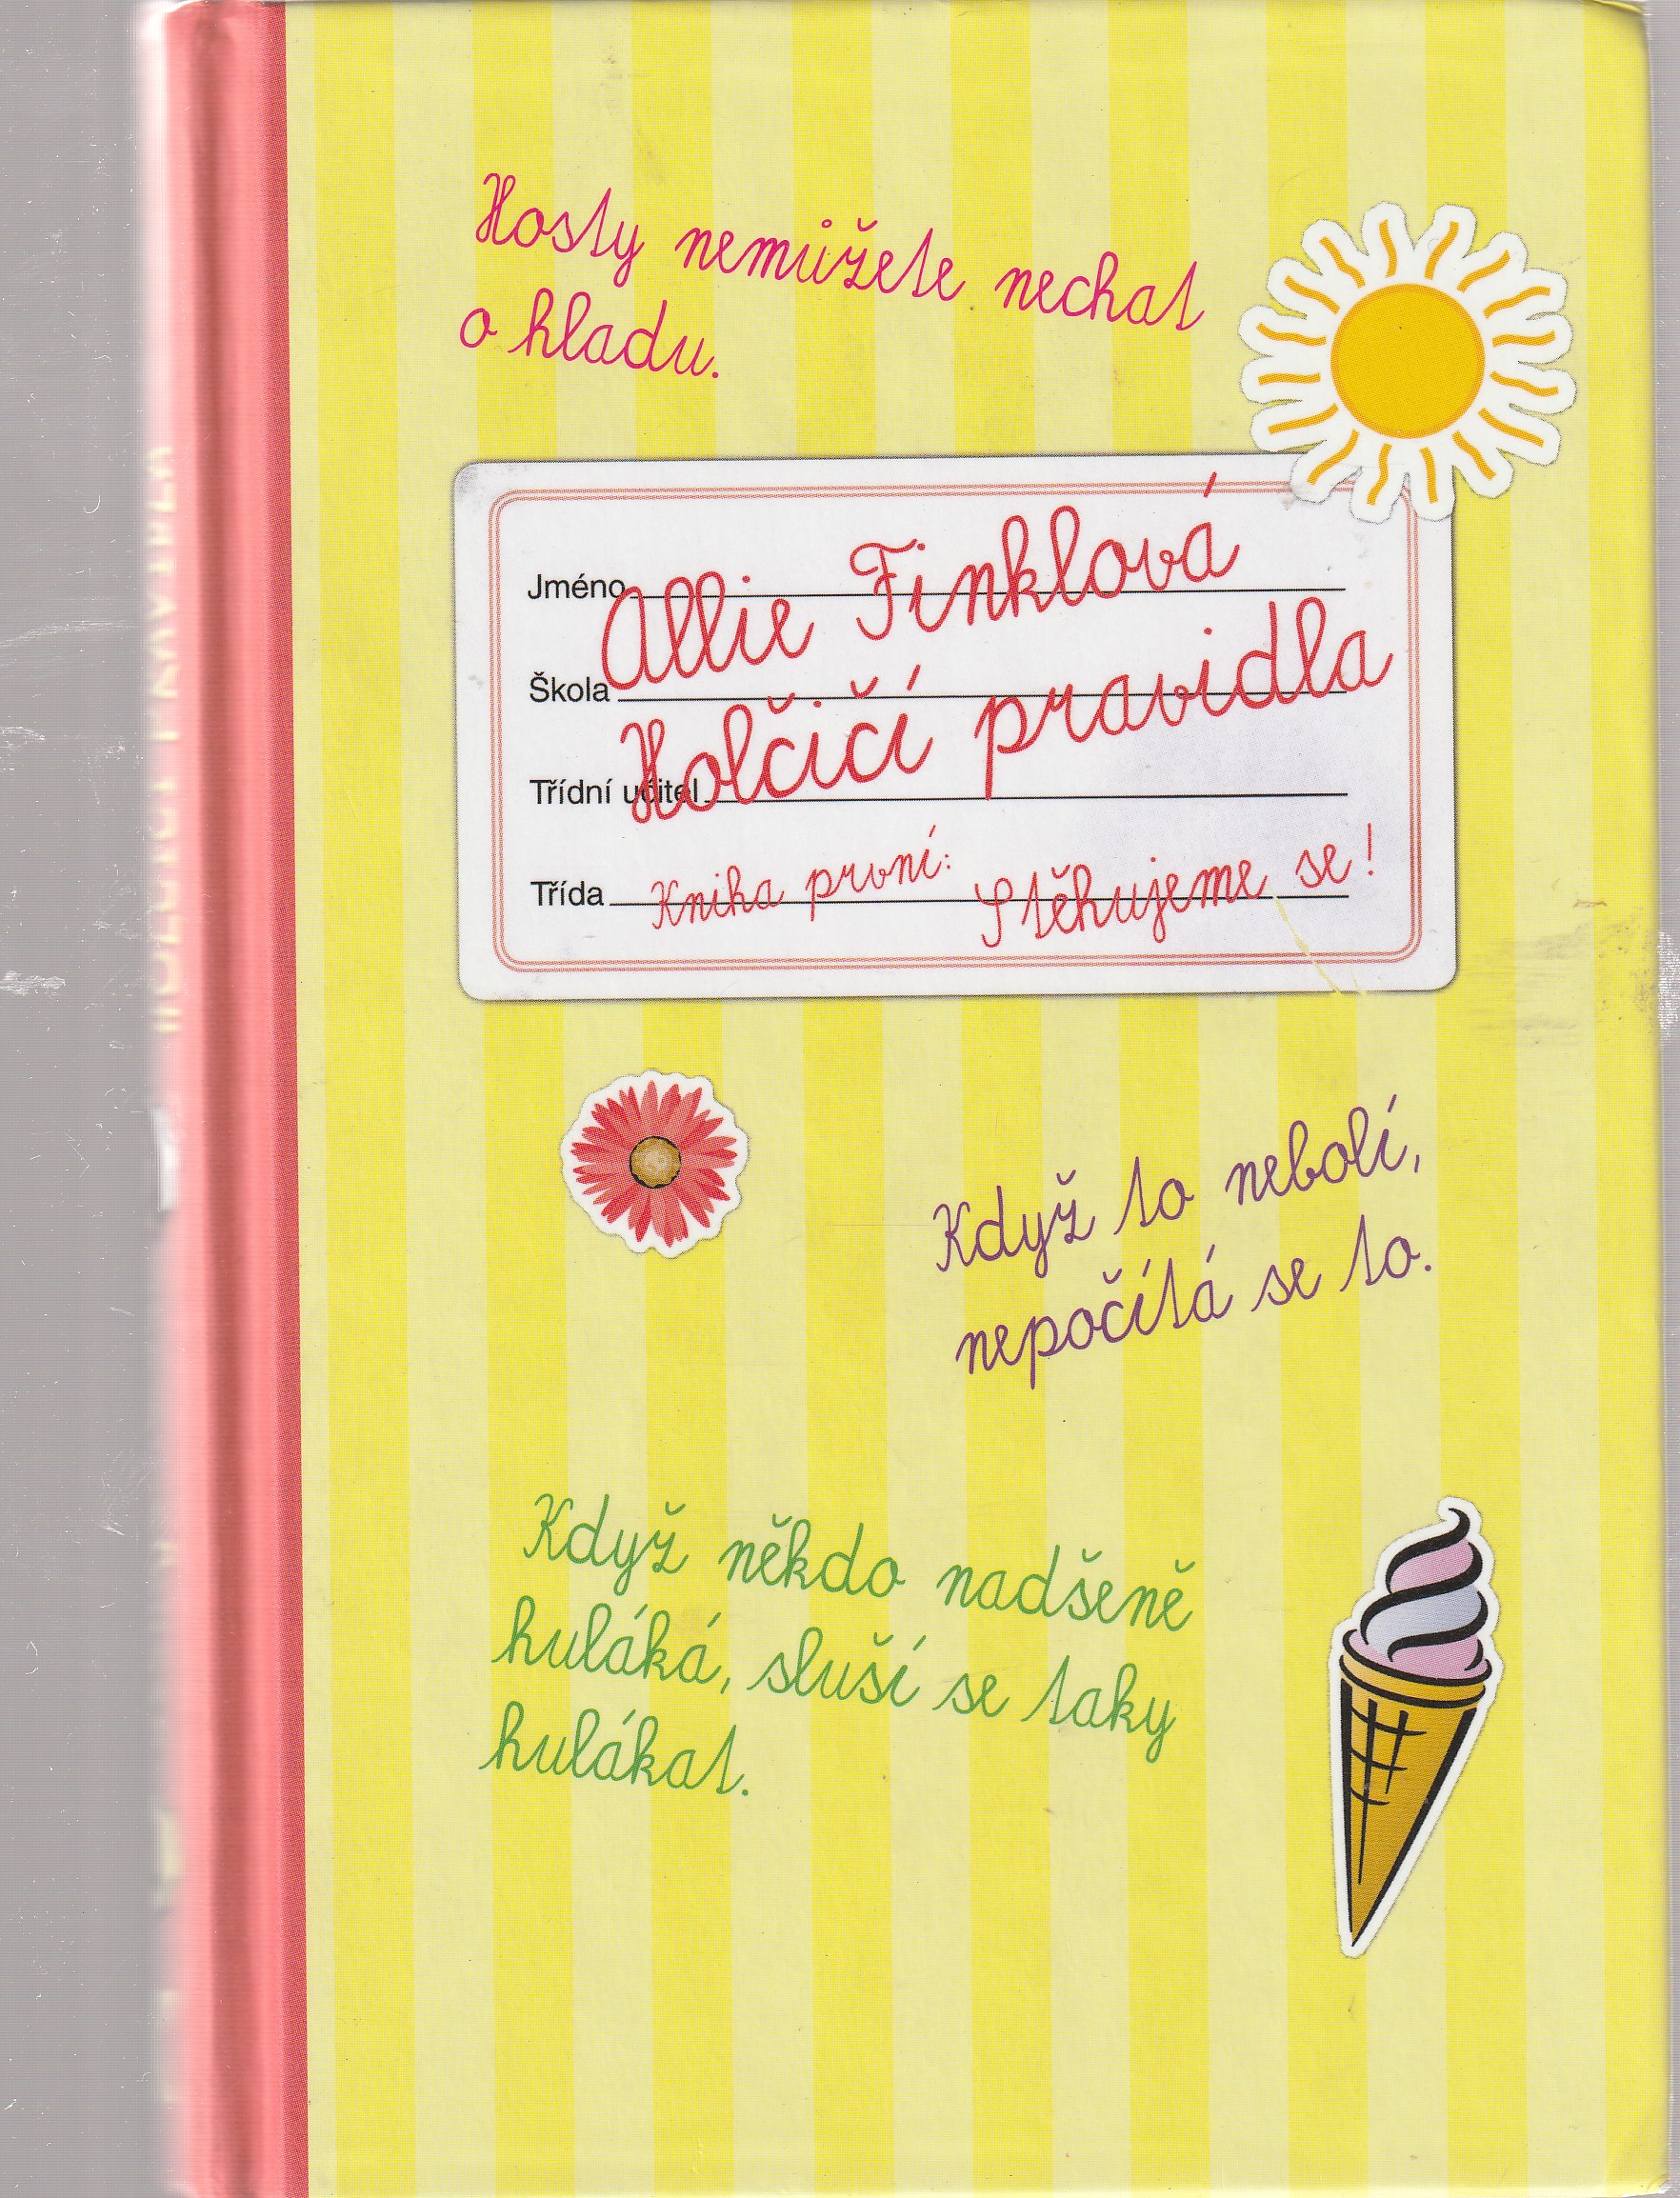 Hosty nemůžete nechat
o hladu.
Jméno Allie Finklová
Škola
Holčičí pravidla
Třídní učitel
Třída Kniha první: Stěhujeme se!
Když to nebolí,
nepočítá se to.
Když někdo nadšeně
huláká, sluší se taky
hulákat.